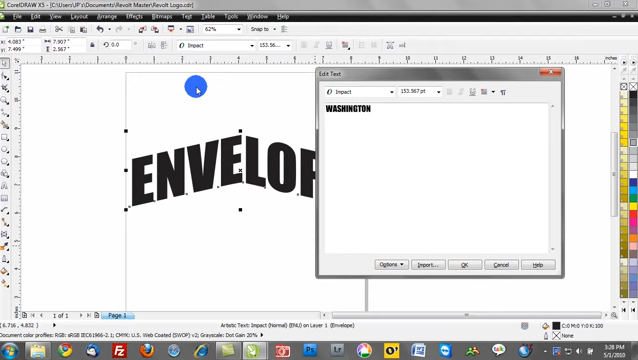 CorelDRAW X5 - [C:\Users\JP's\Documents\Revolt Master\Revolt Logo.cdr]
File Edit View Layout Arrange Effects Bitmaps Text Table Tools Window Help
62% Snap to
x: 4.083" 7.907"
y: 7.499" 2.567"
0.0 Impact 153.56...
inches
ENVELOP
Edit Text
Impact 153.567 pt
WASHINGTON
Options Import... OK Cancel Help
1 of 1 Page 1
( 6.716 , 4.832 ) Artistic Text: Impact (Normal) (ENU) on Layer 1 (Envelope) C:0 M:0 Y:0 K:100
Document color profiles: RGB: sRGB IEC61966-2.1; CMYK: U.S. Web Coated (SWOP) v2; Grayscale: Dot Gain 20% None
3:28 PM
5/1/2010